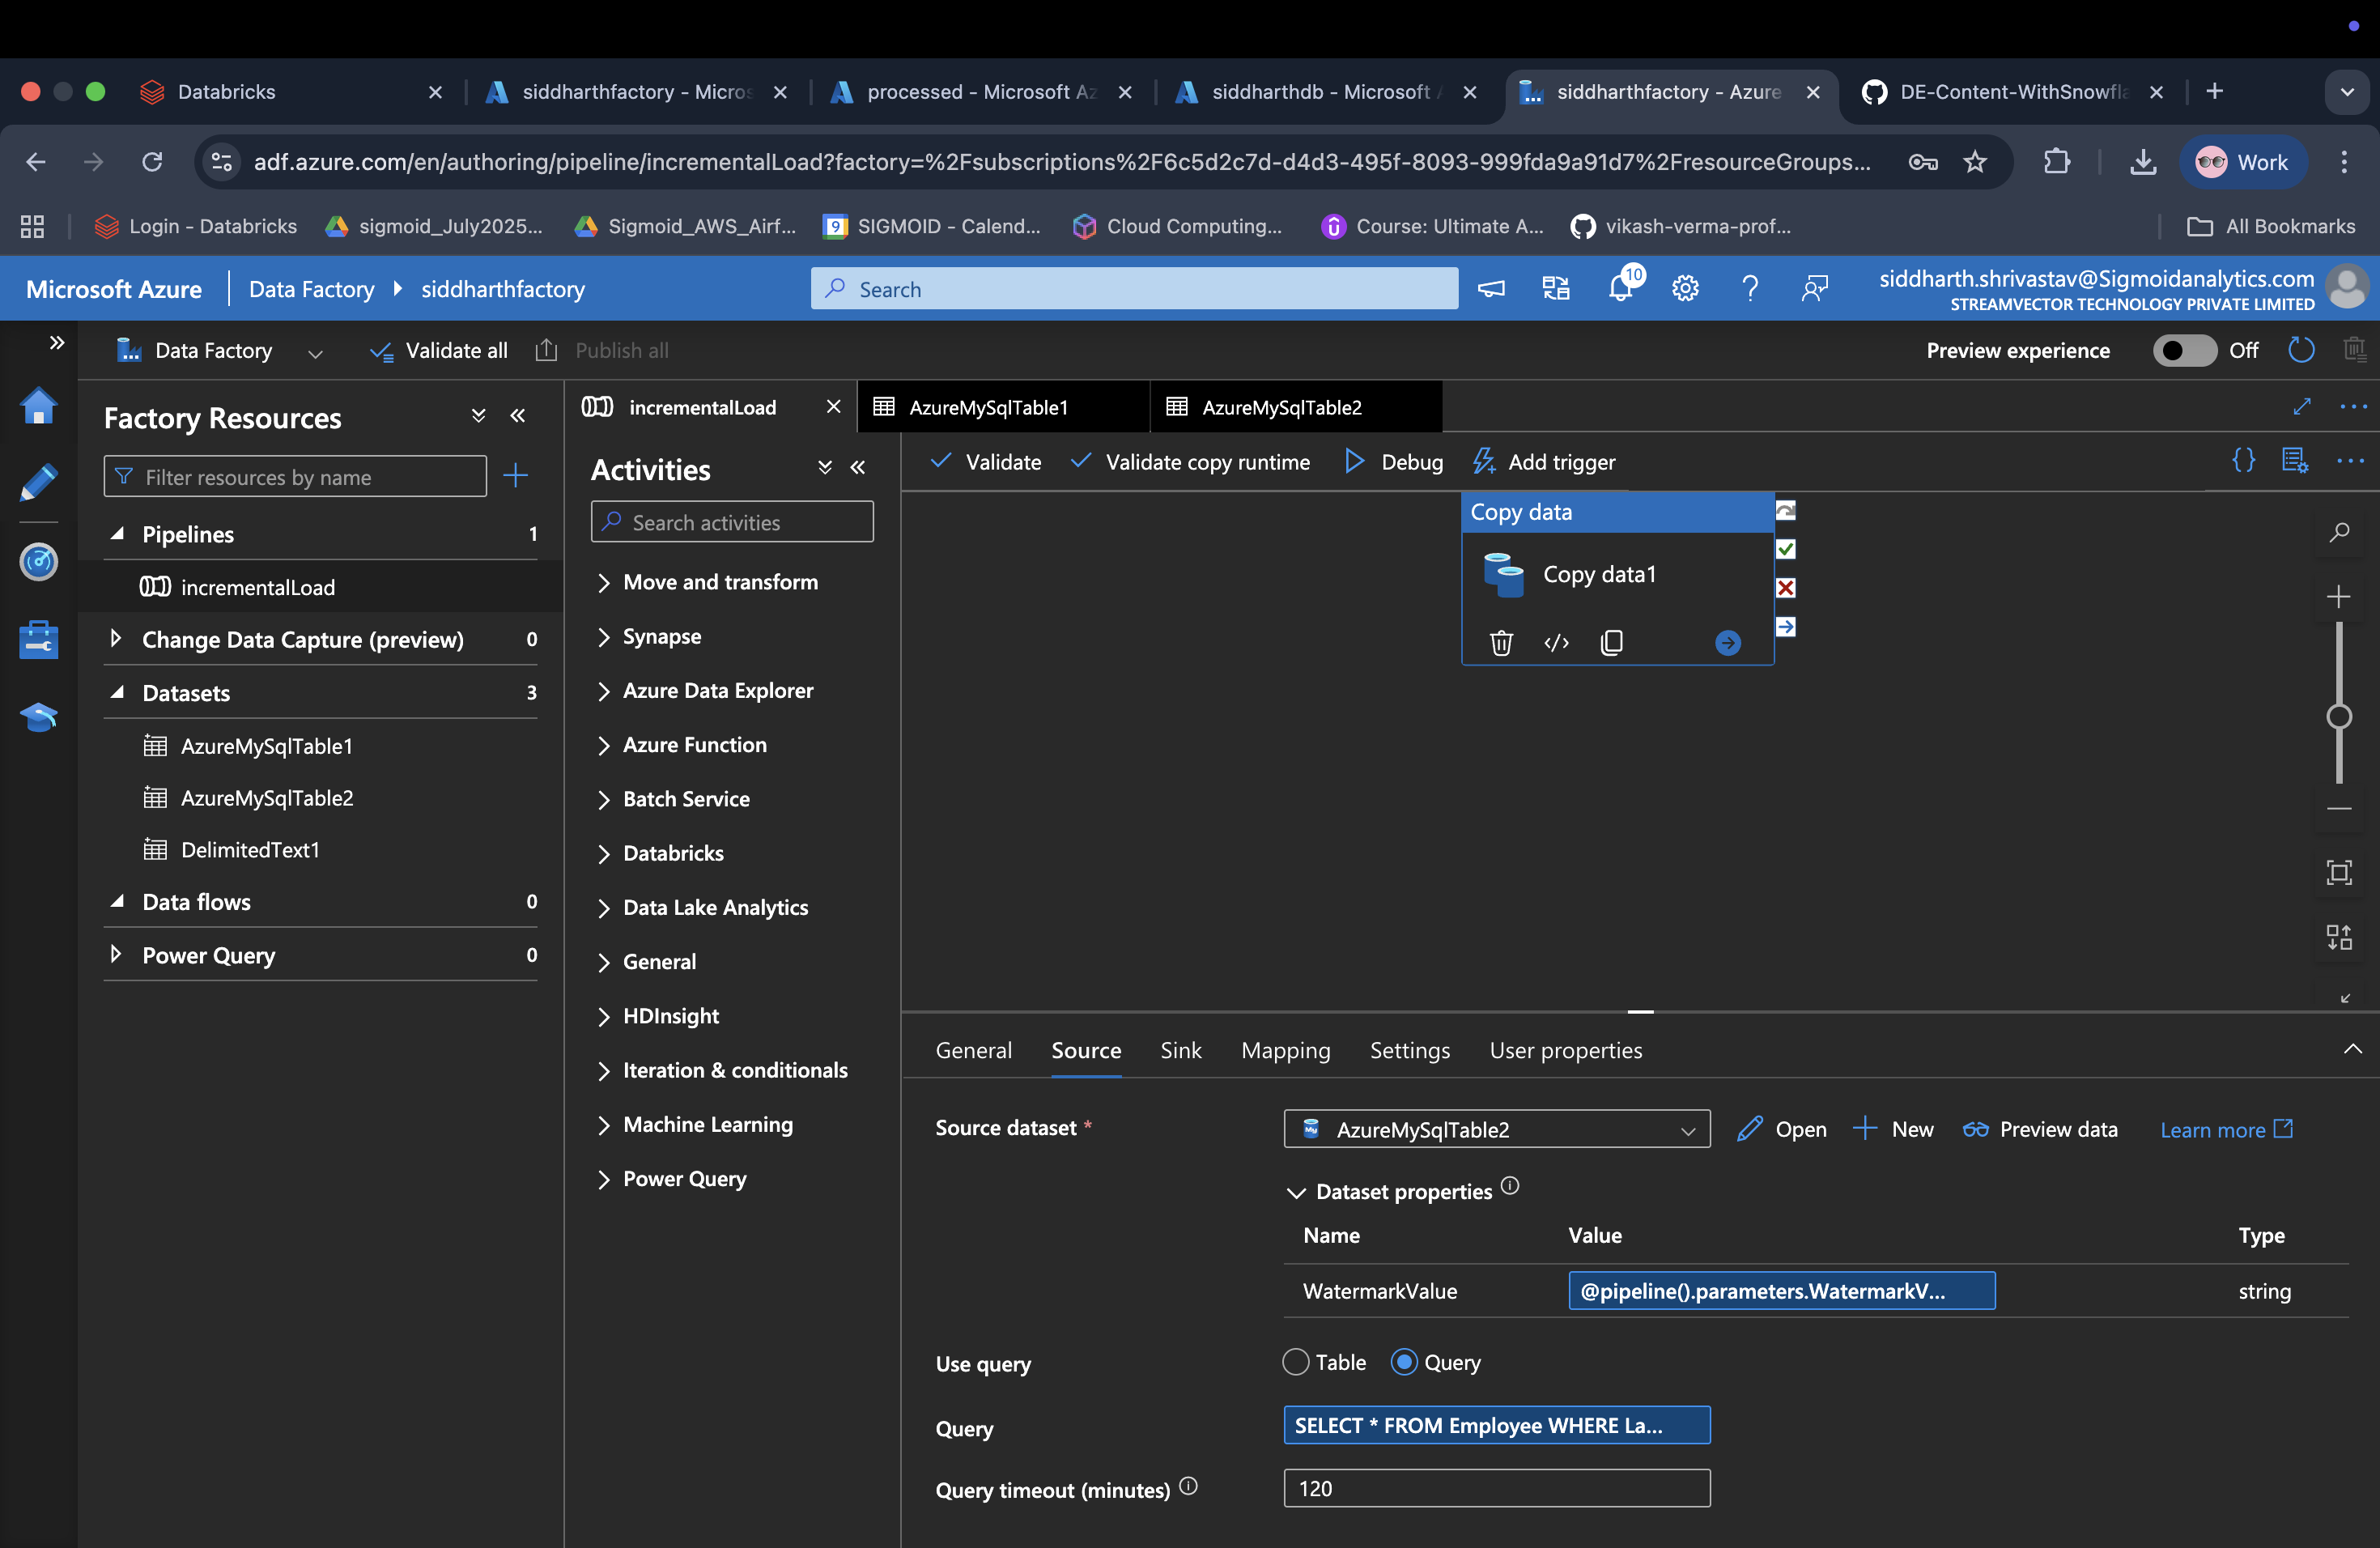 Databricks
siddharthfactory - Micros
processed - Microsoft Az
siddharthdb - Microsoft A
siddharthfactory - Azure
DE-Content-WithSnowfla
adf.azure.com/en/authoring/pipeline/incrementalLoad?factory=%2Fsubscriptions%2F6c5d2c7d-d4d3-495f-8093-999fda9a91d7%2FresourceGroups...
Work
Login - Databricks
sigmoid_July2025...
Sigmoid_AWS_Airf...
9
SIGMOID - Calend...
Cloud Computing...
Course: Ultimate A...
vikash-verma-prof...
All Bookmarks
Microsoft Azure
Data Factory
siddharthfactory
Search
10
siddharth.shrivastav@Sigmoidanalytics.com
STREAMVECTOR TECHNOLOGY PRIVATE LIMITED
Data Factory
Validate all
Publish all
Preview experience
Off
Factory Resources
Filter resources by name
Pipelines 1
incrementalLoad
Change Data Capture (preview) 0
Datasets 3
AzureMySqlTable1
AzureMySqlTable2
DelimitedText1
Data flows 0
Power Query 0
incrementalLoad
AzureMySqlTable1
AzureMySqlTable2
Activities
Search activities
Move and transform
Synapse
Azure Data Explorer
Azure Function
Batch Service
Databricks
Data Lake Analytics
General
HDInsight
Iteration & conditionals
Machine Learning
Power Query
Validate
Validate copy runtime
Debug
Add trigger
Copy data
Copy data1
General
Source
Sink
Mapping
Settings
User properties
Source dataset *
AzureMySqlTable2
Open
New
Preview data
Learn more
Dataset properties
Name Value Type
WatermarkValue @pipeline().parameters.WatermarkV... string
Use query
Table
Query
Query
SELECT * FROM Employee WHERE La...
Query timeout (minutes)
120